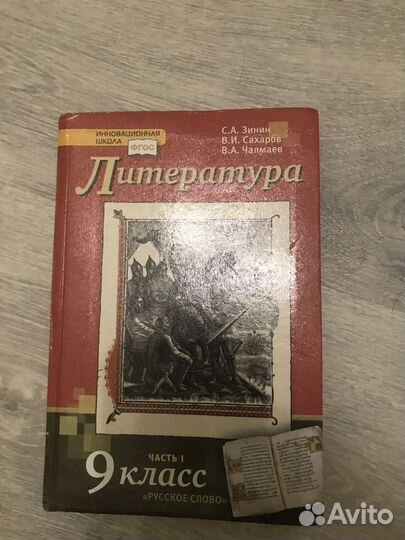 ИННОВАЦИОННАЯ
ШКОЛА
ФГОС
С.А. Зинин
В.И. Сахаров
В.А. Чалмаев
Литература
ЧАСТЬ I
9 класс
«РУССКОЕ СЛОВО»
Avito